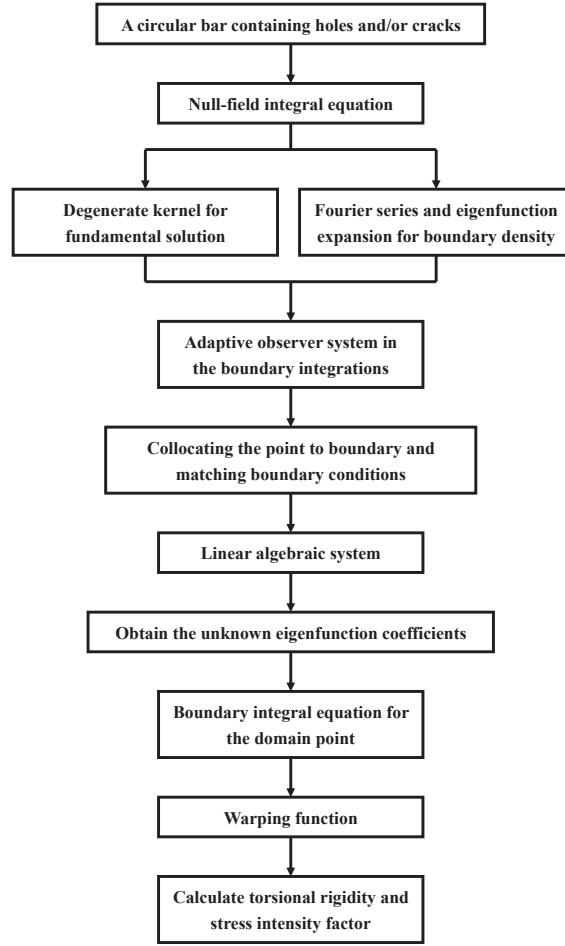 A circular bar containing holes and/or cracks
Null-field integral equation
Degenerate kernel for
fundamental solution
Fourier series and eigenfunction
expansion for boundary density
Adaptive observer system in
the boundary integrations
Collocating the point to boundary and
matching boundary conditions
Linear algebraic system
Obtain the unknown eigenfunction coefficients
Boundary integral equation for
the domain point
Warping function
Calculate torsional rigidity and
stress intensity factor